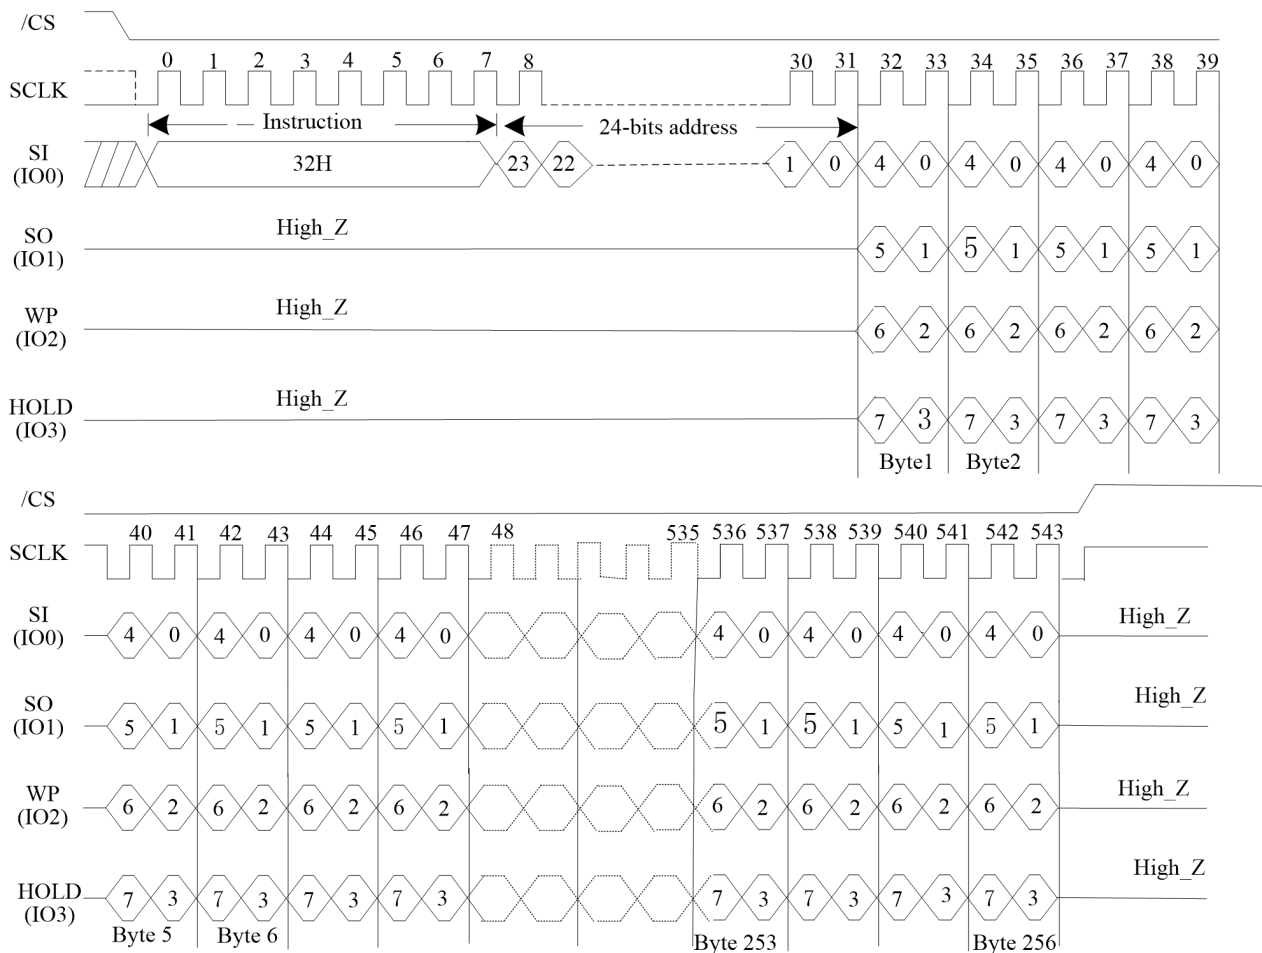 /CS
0 1 2 3 4 5 6 7 8 30 31 32 33 34 35 36 37 38 39
SCLK
Instruction 24-bits address
SI
(IO0)
32H 23 22 1 0 4 0 4 0 4 0 4 0
High_Z
SO
(IO1)
5 1 5 1 5 1 5 1
High_Z
WP
(IO2)
6 2 6 2 6 2 6 2
High_Z
HOLD
(IO3)
7 3 7 3 7 3 7 3
Byte1 Byte2
/CS
40 41 42 43 44 45 46 47 48 535 536 537 538 539 540 541 542 543
SCLK
SI
(IO0)
4 0 4 0 4 0 4 0 4 0 4 0 4 0 4 0 High_Z
SO
(IO1)
5 1 5 1 5 1 5 1 5 1 5 1 5 1 5 1 High_Z
WP
(IO2)
6 2 6 2 6 2 6 2 6 2 6 2 6 2 6 2 High_Z
HOLD
(IO3)
7 3 7 3 7 3 7 3 7 3 7 3 7 3 7 3 High_Z
Byte 5 Byte 6 Byte 253 Byte 256